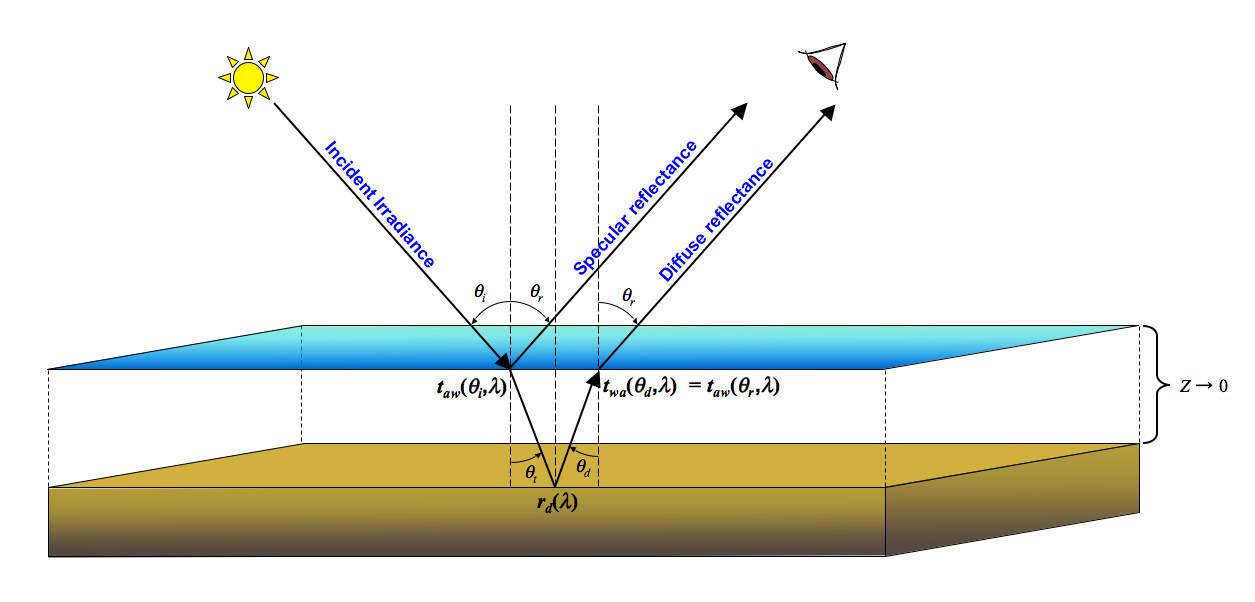 Incident Irradiance
Specular reflectance
Diffuse reflectance
θi
θr
θr
taw(θi,λ)
twa(θd,λ) = taw(θr,λ)
Z → 0
θt
θd
rd(λ)